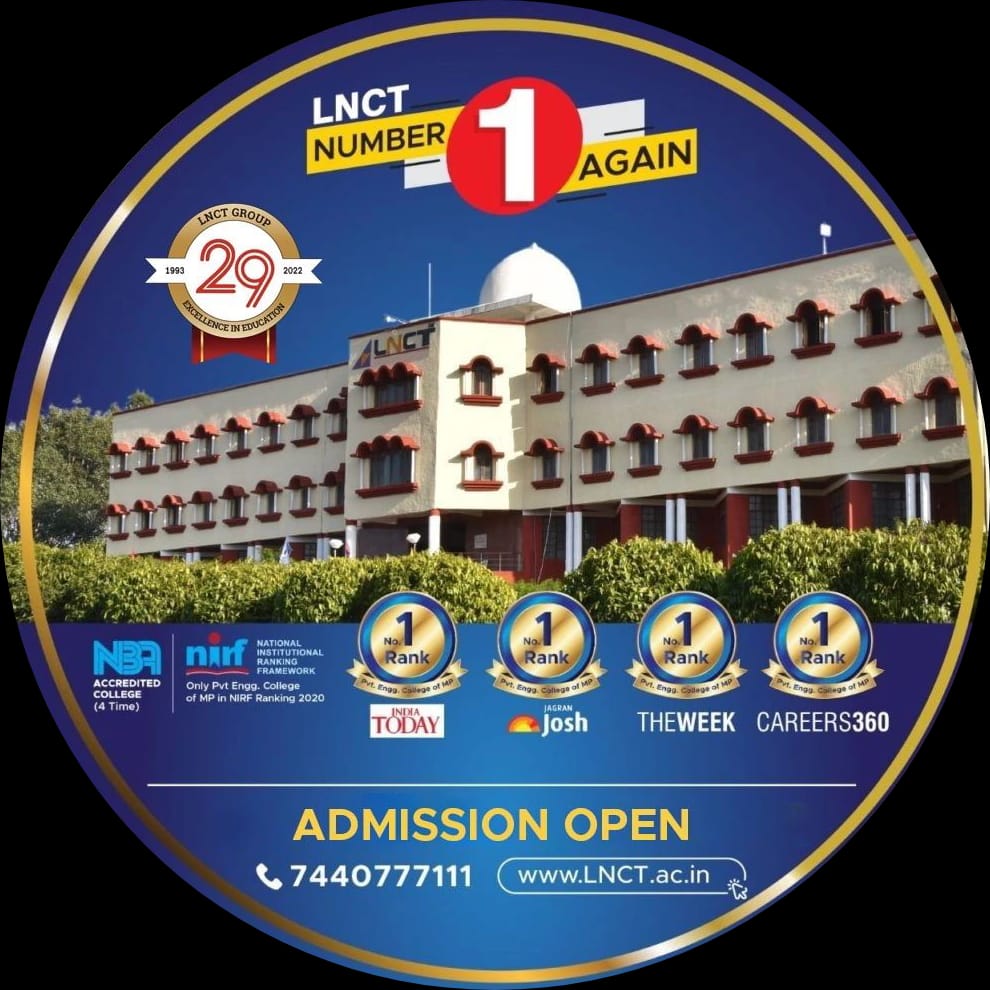 LNCT
NUMBER 1 AGAIN
LNCT GROUP
1993 29 2022
EXCELLENCE IN EDUCATION
LNCT
NBA
ACCREDITED
COLLEGE
(4 Time)
nirf
NATIONAL
INSTITUTIONAL
RANKING
FRAMEWORK
Only Pvt Engg. College
of MP in NIRF Ranking 2020
No. 1
Rank
Pvt. Engg. College of MP
INDIA
TODAY
No. 1
Rank
Pvt. Engg. College of MP
JAGRAN
Josh
No. 1
Rank
Pvt. Engg. College of MP
THE WEEK
No. 1
Rank
Pvt. Engg. College of MP
CAREERS360
ADMISSION OPEN
7440777111
www.LNCT.ac.in